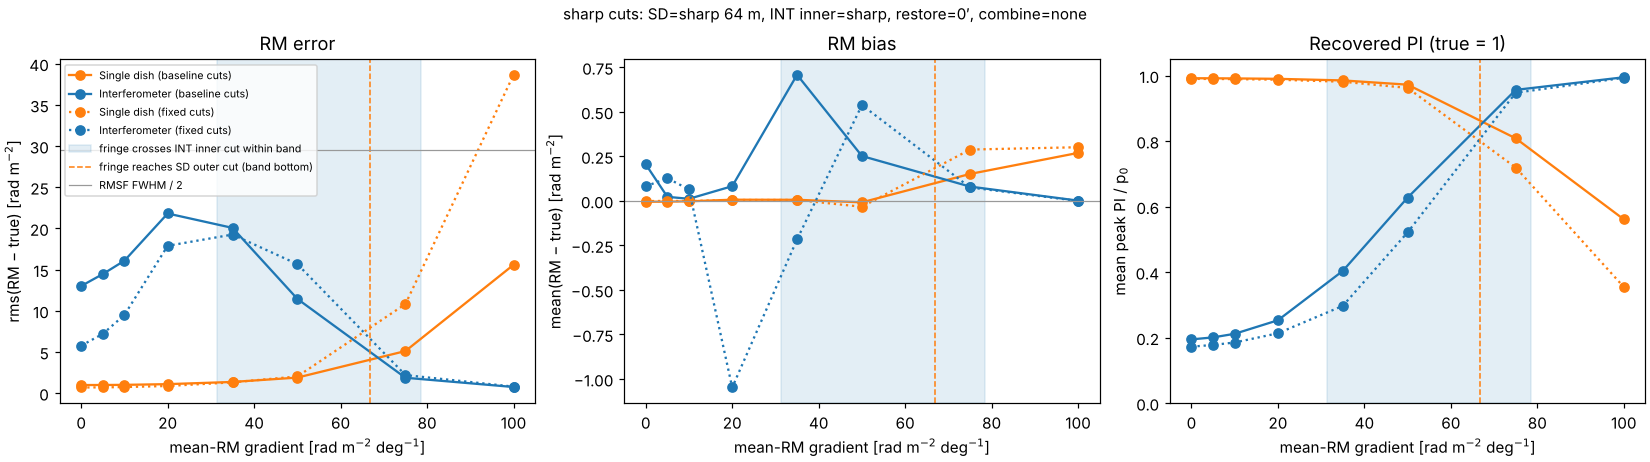 sharp cuts: SD=sharp 64 m, INT inner=sharp, restore=0′, combine=none
RM error
rms(RM − true) [rad m⁻²]
40
35
30
25
20
15
10
5
0
Single dish (baseline cuts)
Interferometer (baseline cuts)
Single dish (fixed cuts)
Interferometer (fixed cuts)
fringe crosses INT inner cut within band
fringe reaches SD outer cut (band bottom)
RMSF FWHM / 2
0 20 40 60 80 100
mean-RM gradient [rad m⁻² deg⁻¹]
RM bias
mean(RM − true) [rad m⁻²]
0.75
0.50
0.25
0.00
−0.25
−0.50
−0.75
−1.00
0 20 40 60 80 100
mean-RM gradient [rad m⁻² deg⁻¹]
Recovered PI (true = 1)
mean peak PI / p₀
1.0
0.8
0.6
0.4
0.2
0.0
0 20 40 60 80 100
mean-RM gradient [rad m⁻² deg⁻¹]